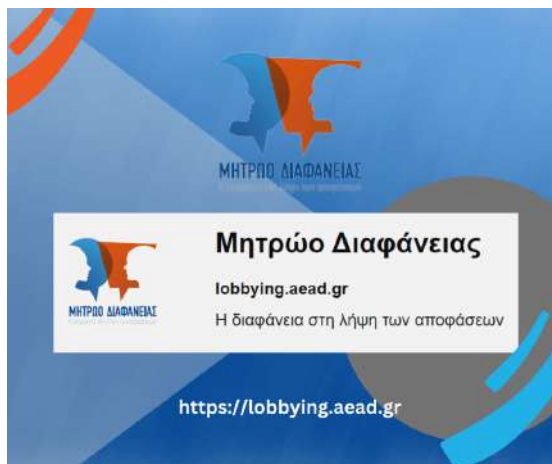 ΜΗΤΡΩΟ ΔΙΑΦΑΝΕΙΑΣ
Μητρώο Διαφάνειας
lobbying.aead.gr
Η διαφάνεια στη λήψη των αποφάσεων
ΜΗΤΡΩΟ ΔΙΑΦΑΝΕΙΑΣ
https://lobbying.aead.gr